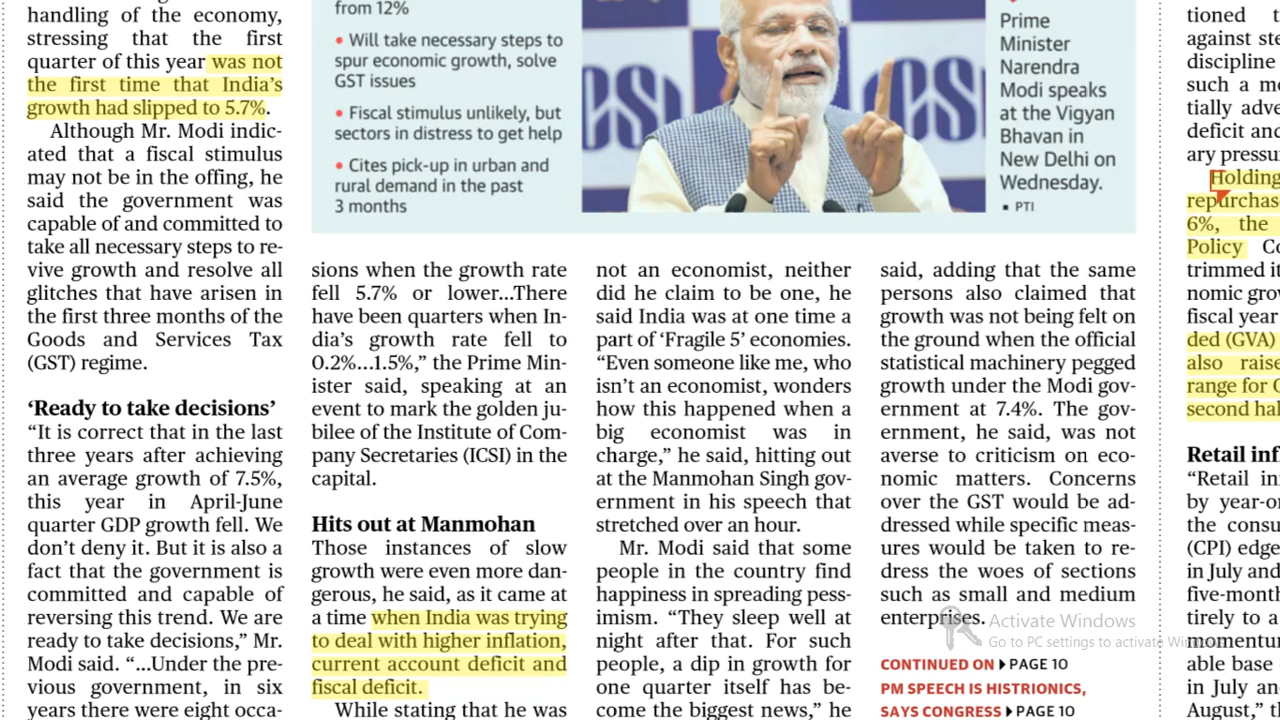 handling of the economy,
stressing that the first
quarter of this year was not
the first time that India's
growth had slipped to 5.7%.
Although Mr. Modi indic-
ated that a fiscal stimulus
may not be in the offing, he
said the government was
capable of and committed to
take all necessary steps to re-
vive growth and resolve all
glitches that have arisen in
the first three months of the
Goods and Services Tax
(GST) regime.
‘Ready to take decisions’
“It is correct that in the last
three years after achieving
an average growth of 7.5%,
this year in April-June
quarter GDP growth fell. We
don’t deny it. But it is also a
fact that the government is
committed and capable of
reversing this trend. We are
ready to take decisions,” Mr.
Modi said. “...Under the pre-
vious government, in six
years there were eight occa-
from 12%
• Will take necessary steps to
spur economic growth, solve
GST issues
• Fiscal stimulus unlikely, but
sectors in distress to get help
• Cites pick-up in urban and
rural demand in the past
3 months
Prime
Minister
Narendra
Modi speaks
at the Vigyan
Bhavan in
New Delhi on
Wednesday.
▪ PTI
sions when the growth rate
fell 5.7% or lower...There
have been quarters when In-
dia’s growth rate fell to
0.2%...1.5%,” the Prime Min-
ister said, speaking at an
event to mark the golden ju-
bilee of the Institute of Com-
pany Secretaries (ICSI) in the
capital.
Hits out at Manmohan
Those instances of slow
growth were even more dan-
gerous, he said, as it came at
a time when India was trying
to deal with higher inflation,
current account deficit and
fiscal deficit.
While stating that he was
not an economist, neither
did he claim to be one, he
said India was at one time a
part of ‘Fragile 5’ economies.
“Even someone like me, who
isn’t an economist, wonders
how this happened when a
big economist was in
charge,” he said, hitting out
at the Manmohan Singh gov-
ernment in his speech that
stretched over an hour.
Mr. Modi said that some
people in the country find
happiness in spreading pess-
imism. “They sleep well at
night after that. For such
people, a dip in growth for
one quarter itself has be-
come the biggest news,” he
said, adding that the same
persons also claimed that
growth was not being felt on
the ground when the official
statistical machinery pegged
growth under the Modi gov-
ernment at 7.4%. The gov-
ernment, he said, was not
averse to criticism on eco-
nomic matters. Concerns
over the GST would be ad-
dressed while specific meas-
ures would be taken to re-
dress the woes of sections
such as small and medium
enterprises.
CONTINUED ON ▶ PAGE 10
PM SPEECH IS HISTRIONICS,
SAYS CONGRESS ▶ PAGE 10
Activate Windows
Go to PC settings to activate Windows.
tioned
against
discipline
such a
tially
deficit
ary
Holding
6%, the
Policy
trimmed
nomic
fiscal year
ded (GVA)
also
range for
second
Retail
“Retail
by
the
(CPI)
in July and
tirely to a
able base
in July and
August,”